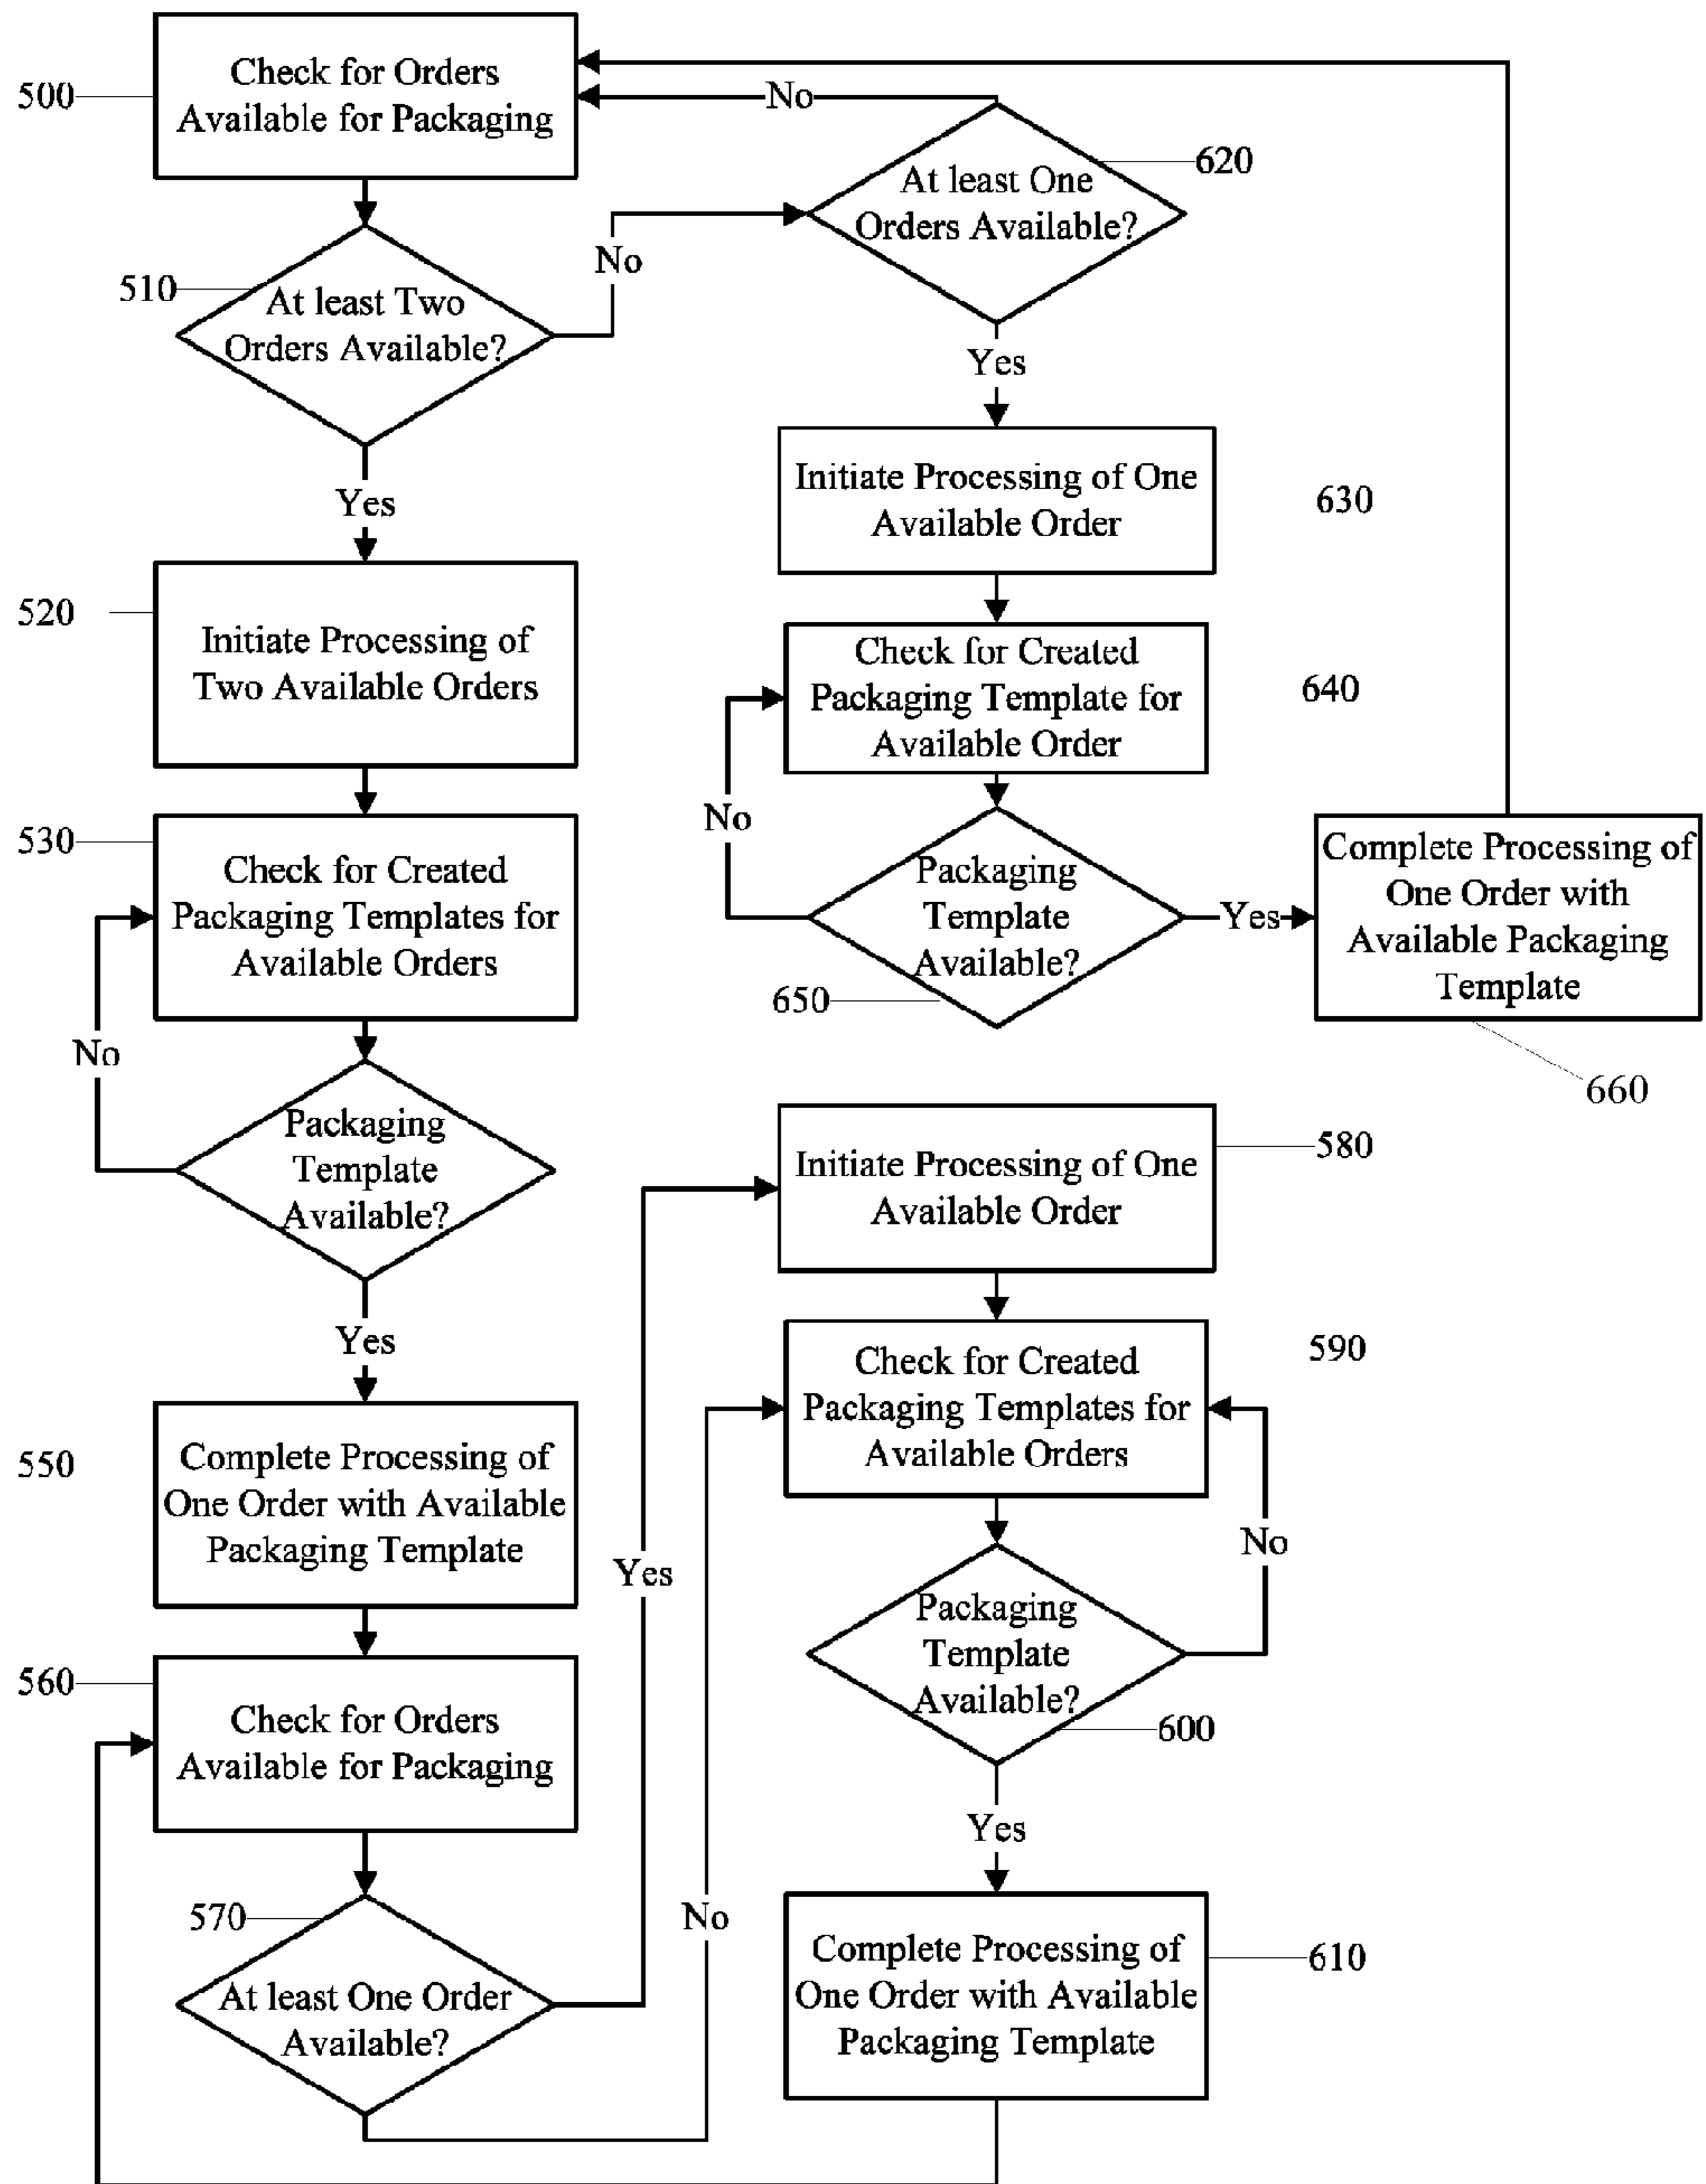 Check for Orders
Available for Packaging
500
No
At least One
Orders Available?
620
At least Two
Orders Available?
510
No
Yes
Yes
Initiate Processing of One
Available Order
630
Initiate Processing of
Two Available Orders
520
Check for Created
Packaging Template for
Available Order
640
No
Check for Created
Packaging Templates for
Available Orders
530
Packaging
Template
Available?
650
Yes
Complete Processing of
One Order with
Available Packaging
Template
660
No
Packaging
Template
Available?
Yes
Initiate Processing of One
Available Order
580
Check for Created
Packaging Templates for
Available Orders
590
Complete Processing of
One Order with Available
Packaging Template
550
Yes
No
Packaging
Template
Available?
600
Check for Orders
Available for Packaging
560
Yes
No
570
At least One Order
Available?
Complete Processing of
One Order with Available
Packaging Template
610